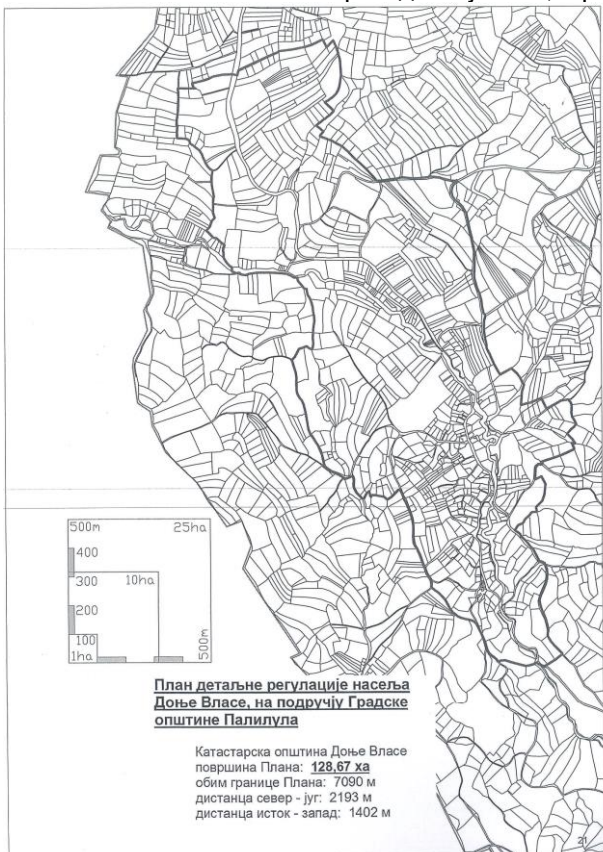 500m 25ha
400
300 10ha
200
100
1ha
500m
План детаљне регулације насеља
Доње Власе, на подручју Градске
општине Палилула
Катастарска општина Доње Власе
површина Плана: 128,67 ха
обим границе Плана: 7090 м
дистанца север - југ: 2193 м
дистанца исток - запад: 1402 м
21